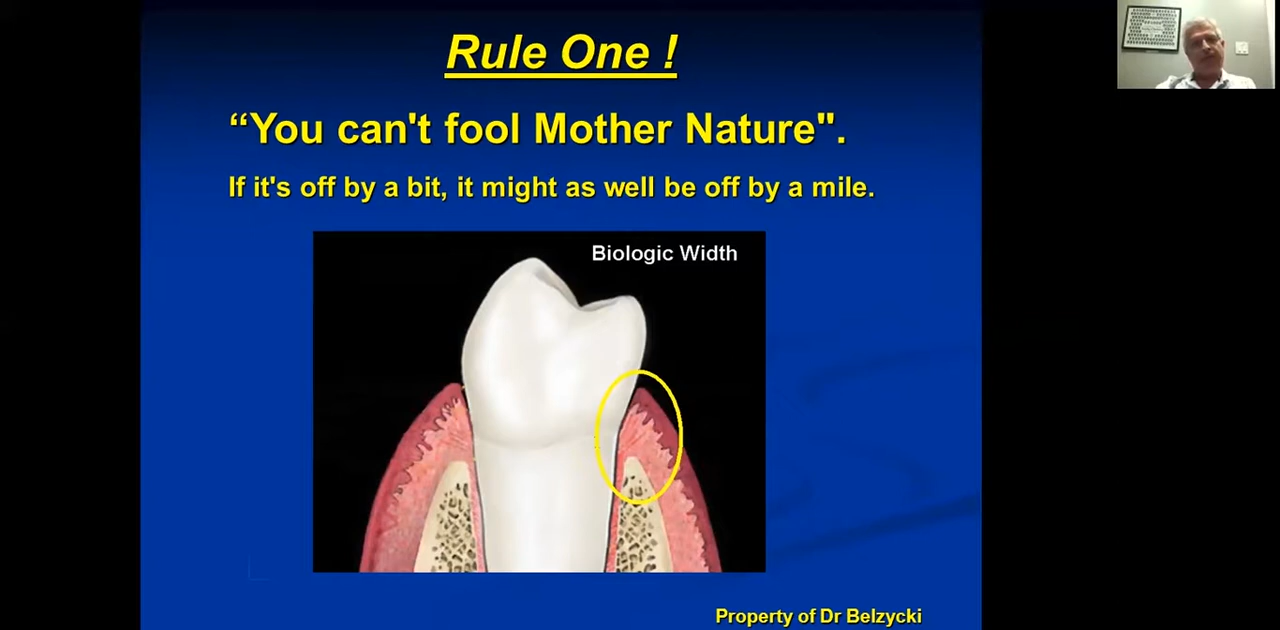 Rule One !
“You can't fool Mother Nature".
If it's off by a bit, it might as well be off by a mile.
Biologic Width
Property of Dr Belzycki